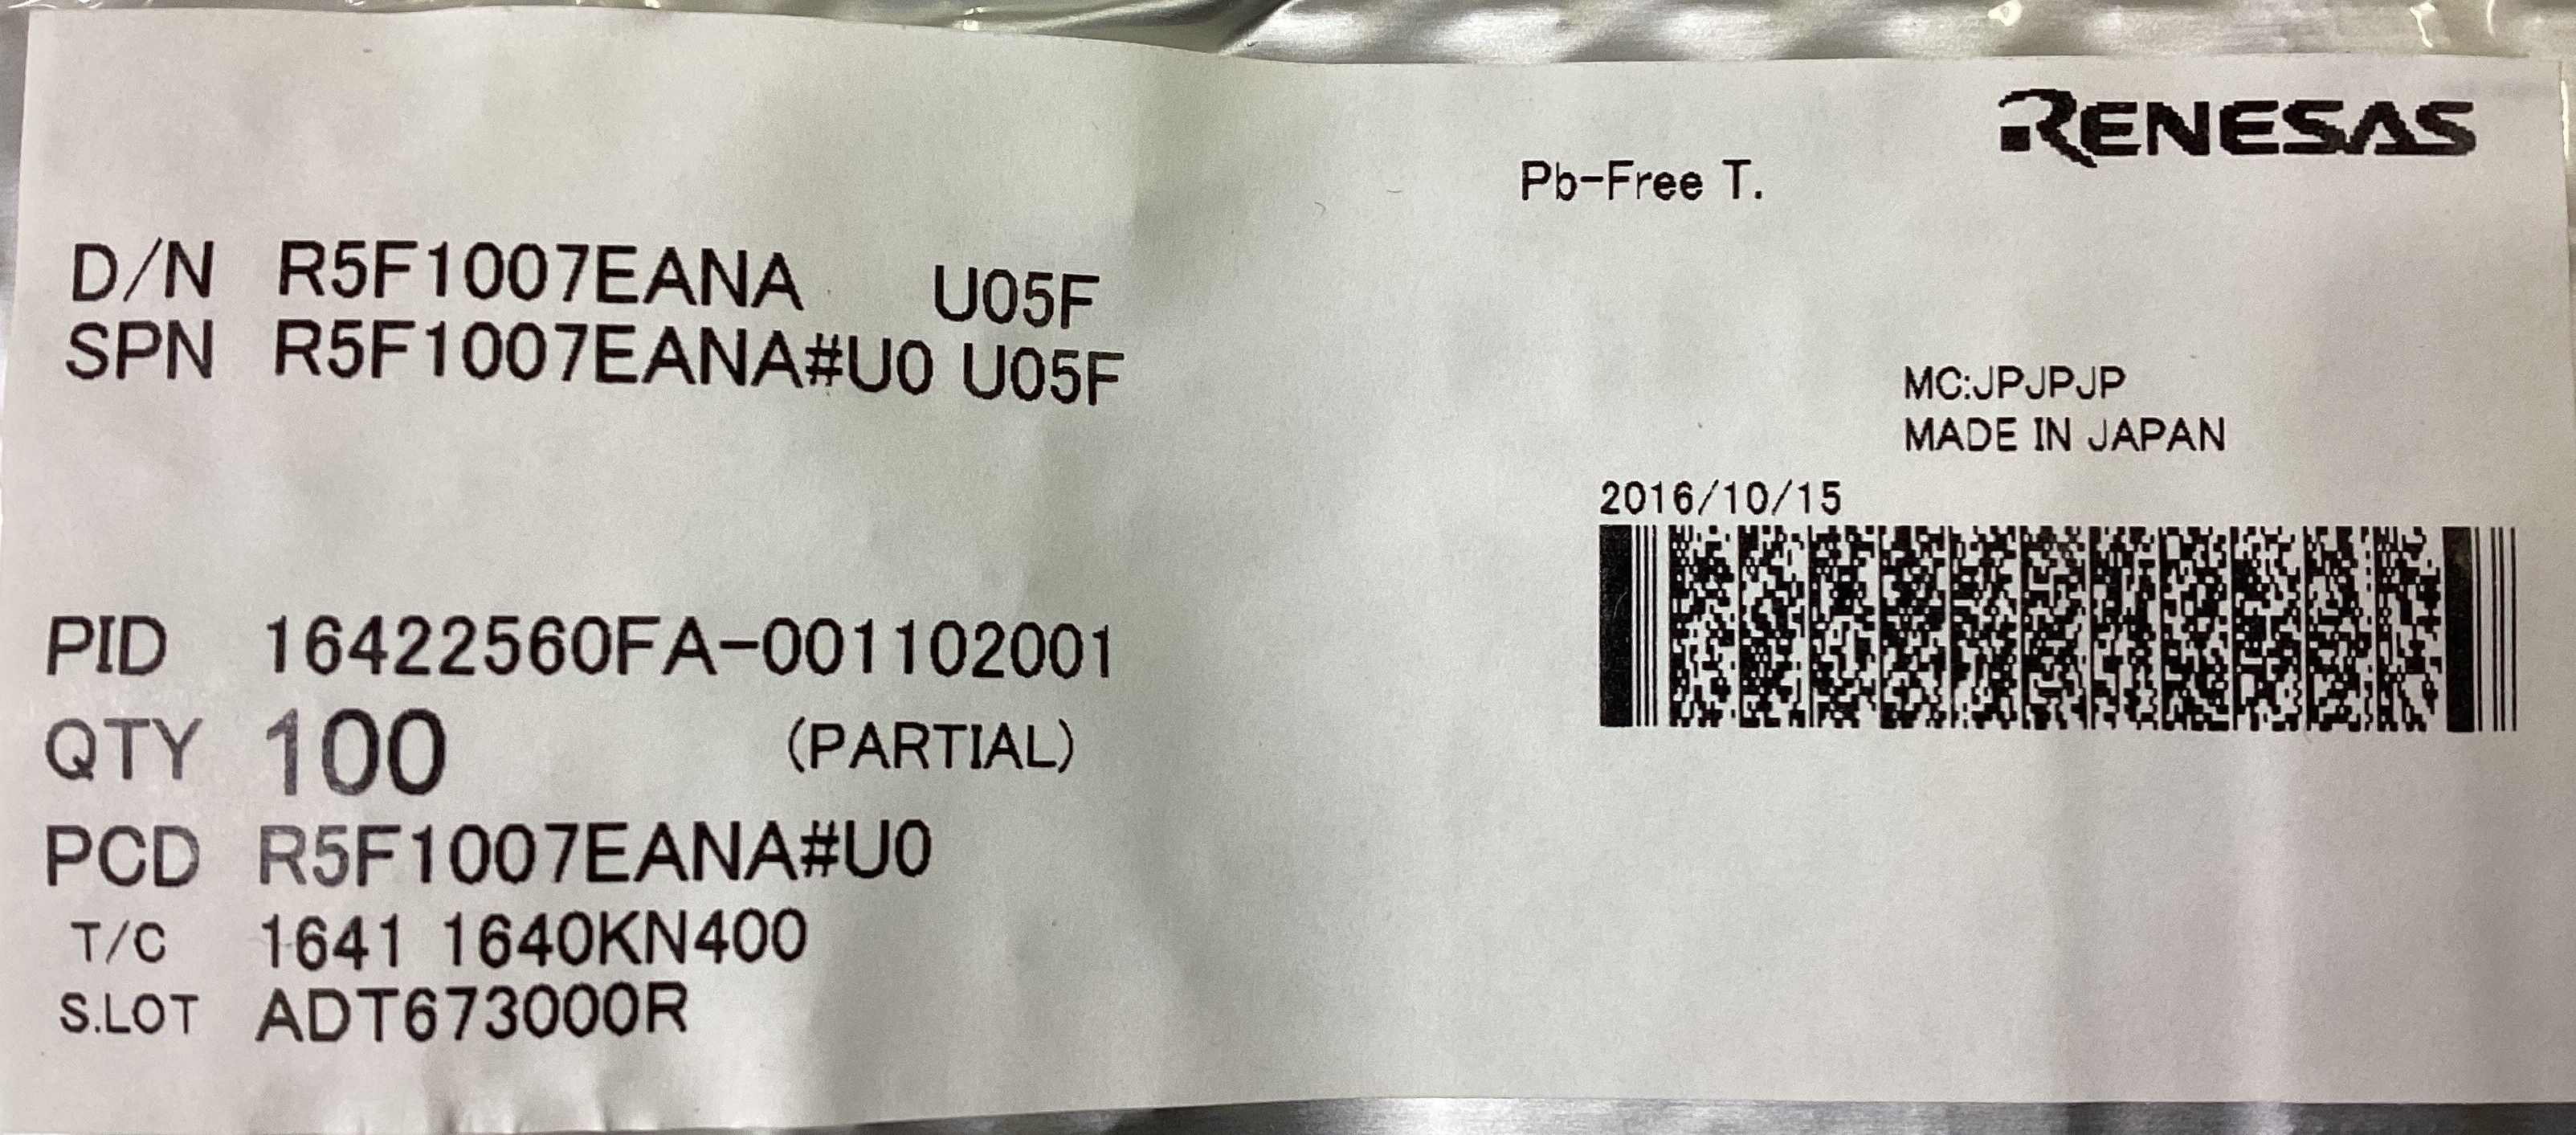 RENESAS
Pb-Free T.
D/N R5F1007EANA U05F
SPN R5F1007EANA#U0 U05F
MC:JPJPJP
MADE IN JAPAN
2016/10/15
PID 16422560FA-001102001
QTY 100 (PARTIAL)
PCD R5F1007EANA#U0
T/C 1641 1640KN400
S.LOT ADT673000R